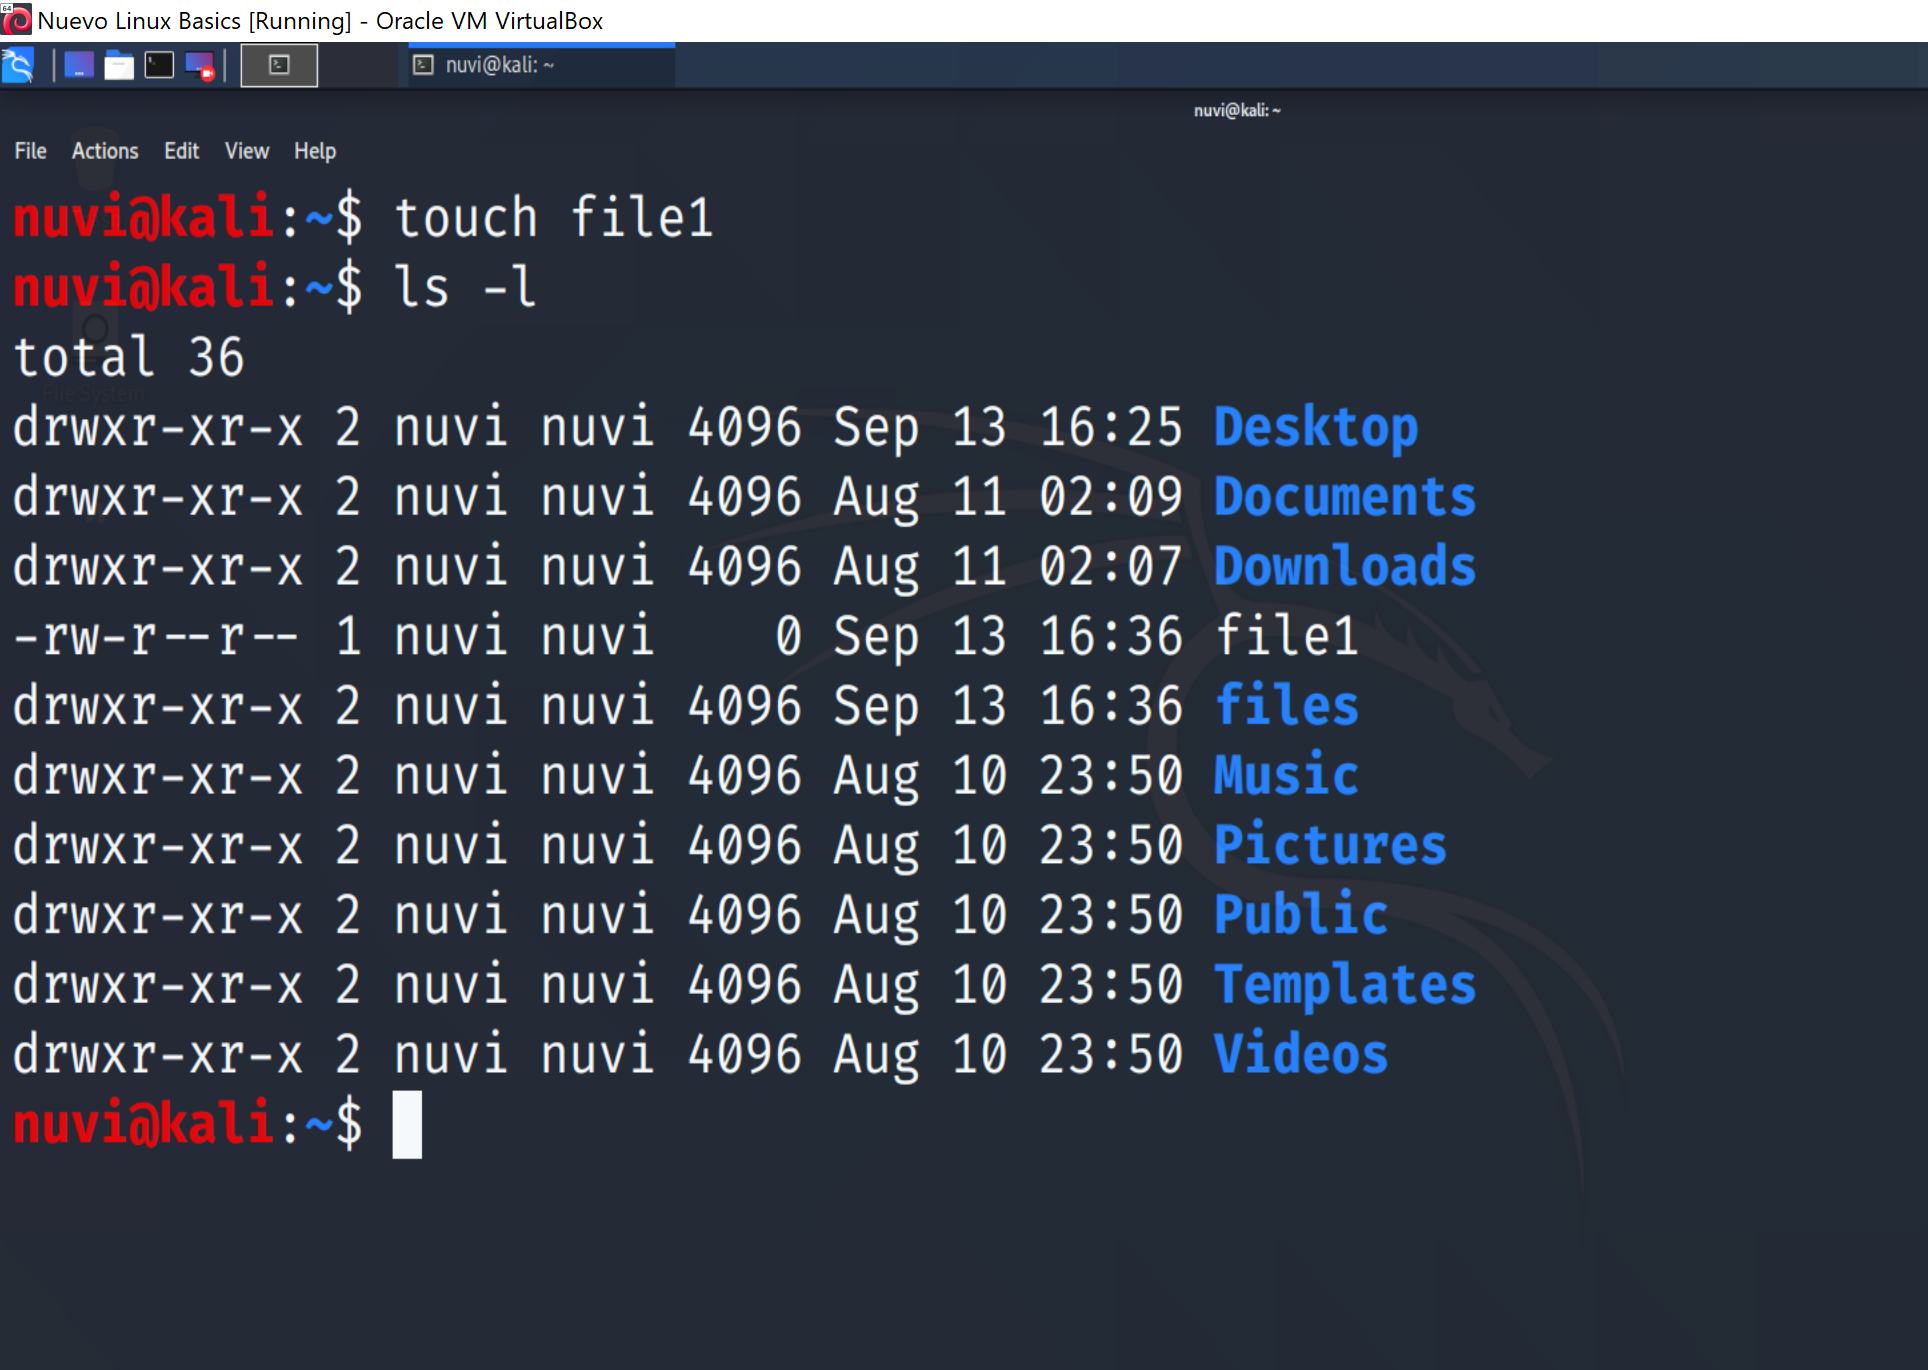 64
Nuevo Linux Basics [Running] - Oracle VM VirtualBox
nuvi@kali: ~
nuvi@kali: ~
File Actions Edit View Help
nuvi@kali:~$ touch file1
nuvi@kali:~$ ls -l
total 36
File System
drwxr-xr-x 2 nuvi nuvi 4096 Sep 13 16:25 Desktop
drwxr-xr-x 2 nuvi nuvi 4096 Aug 11 02:09 Documents
drwxr-xr-x 2 nuvi nuvi 4096 Aug 11 02:07 Downloads
-rw-r--r-- 1 nuvi nuvi    0 Sep 13 16:36 file1
drwxr-xr-x 2 nuvi nuvi 4096 Sep 13 16:36 files
drwxr-xr-x 2 nuvi nuvi 4096 Aug 10 23:50 Music
drwxr-xr-x 2 nuvi nuvi 4096 Aug 10 23:50 Pictures
drwxr-xr-x 2 nuvi nuvi 4096 Aug 10 23:50 Public
drwxr-xr-x 2 nuvi nuvi 4096 Aug 10 23:50 Templates
drwxr-xr-x 2 nuvi nuvi 4096 Aug 10 23:50 Videos
nuvi@kali:~$